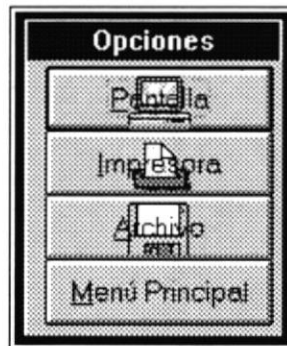 Opciones
Pantalla
Impresora
Archivo
Menú Principal